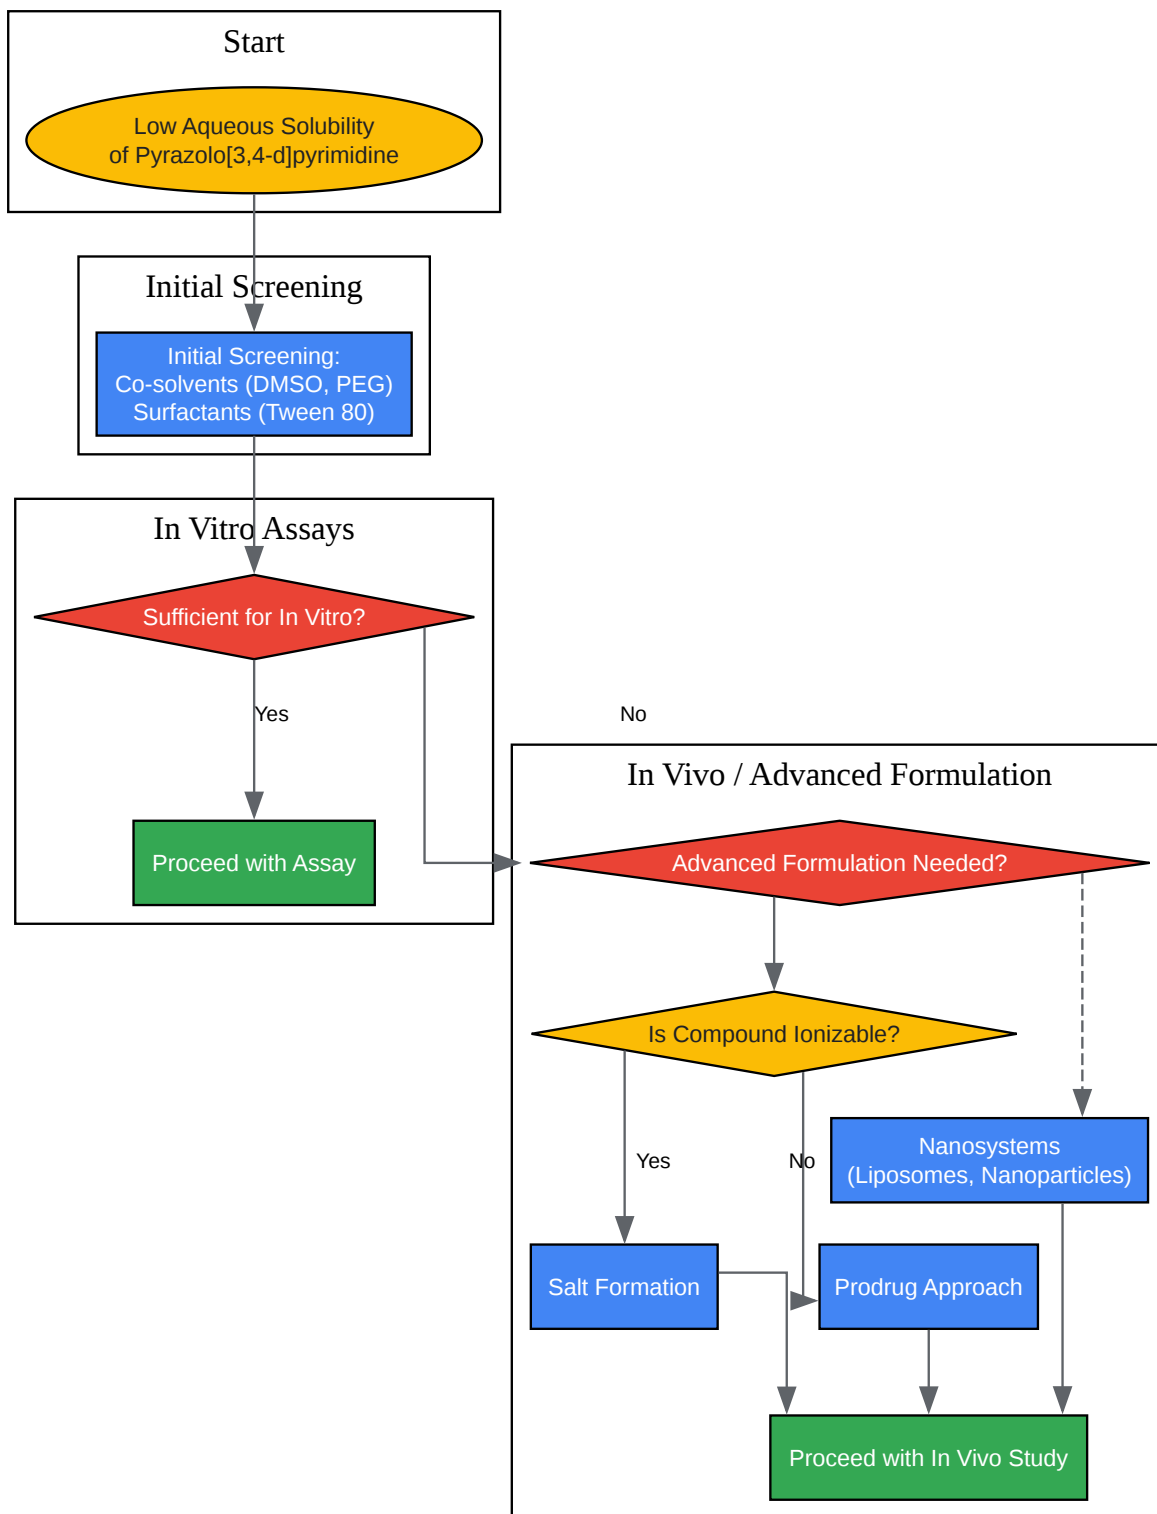 Start
Low Aqueous Solubility
of Pyrazolo[3,4-d]pyrimidine
Initial Screening
Initial Screening:
Co-solvents (DMSO, PEG)
Surfactants (Tween 80)
In Vitro Assays
Sufficient for In Vitro?
Yes
No
Proceed with Assay
In Vivo / Advanced Formulation
Advanced Formulation Needed?
Is Compound Ionizable?
Yes
No
Nanosystems
(Liposomes, Nanoparticles)
Salt Formation
Prodrug Approach
Proceed with In Vivo Study